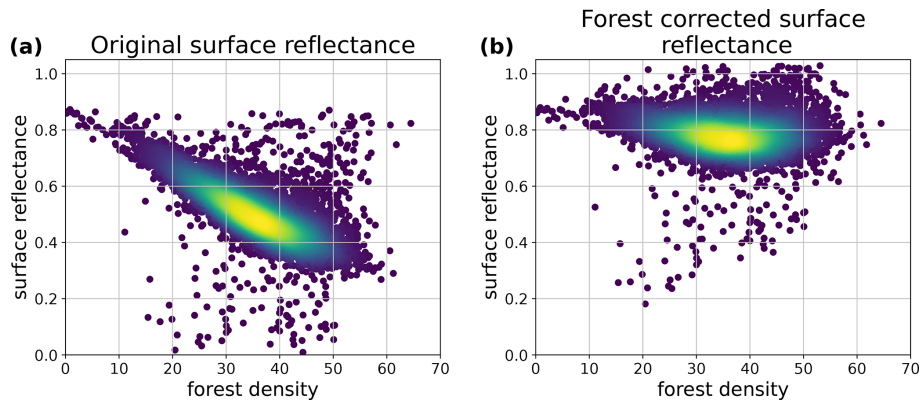 (a)
Original surface reflectance
surface reflectance
1.0
0.8
0.6
0.4
0.2
0.0
0 10 20 30 40 50 60 70
forest density
(b)
Forest corrected surface
reflectance
surface reflectance
1.0
0.8
0.6
0.4
0.2
0.0
0 10 20 30 40 50 60 70
forest density